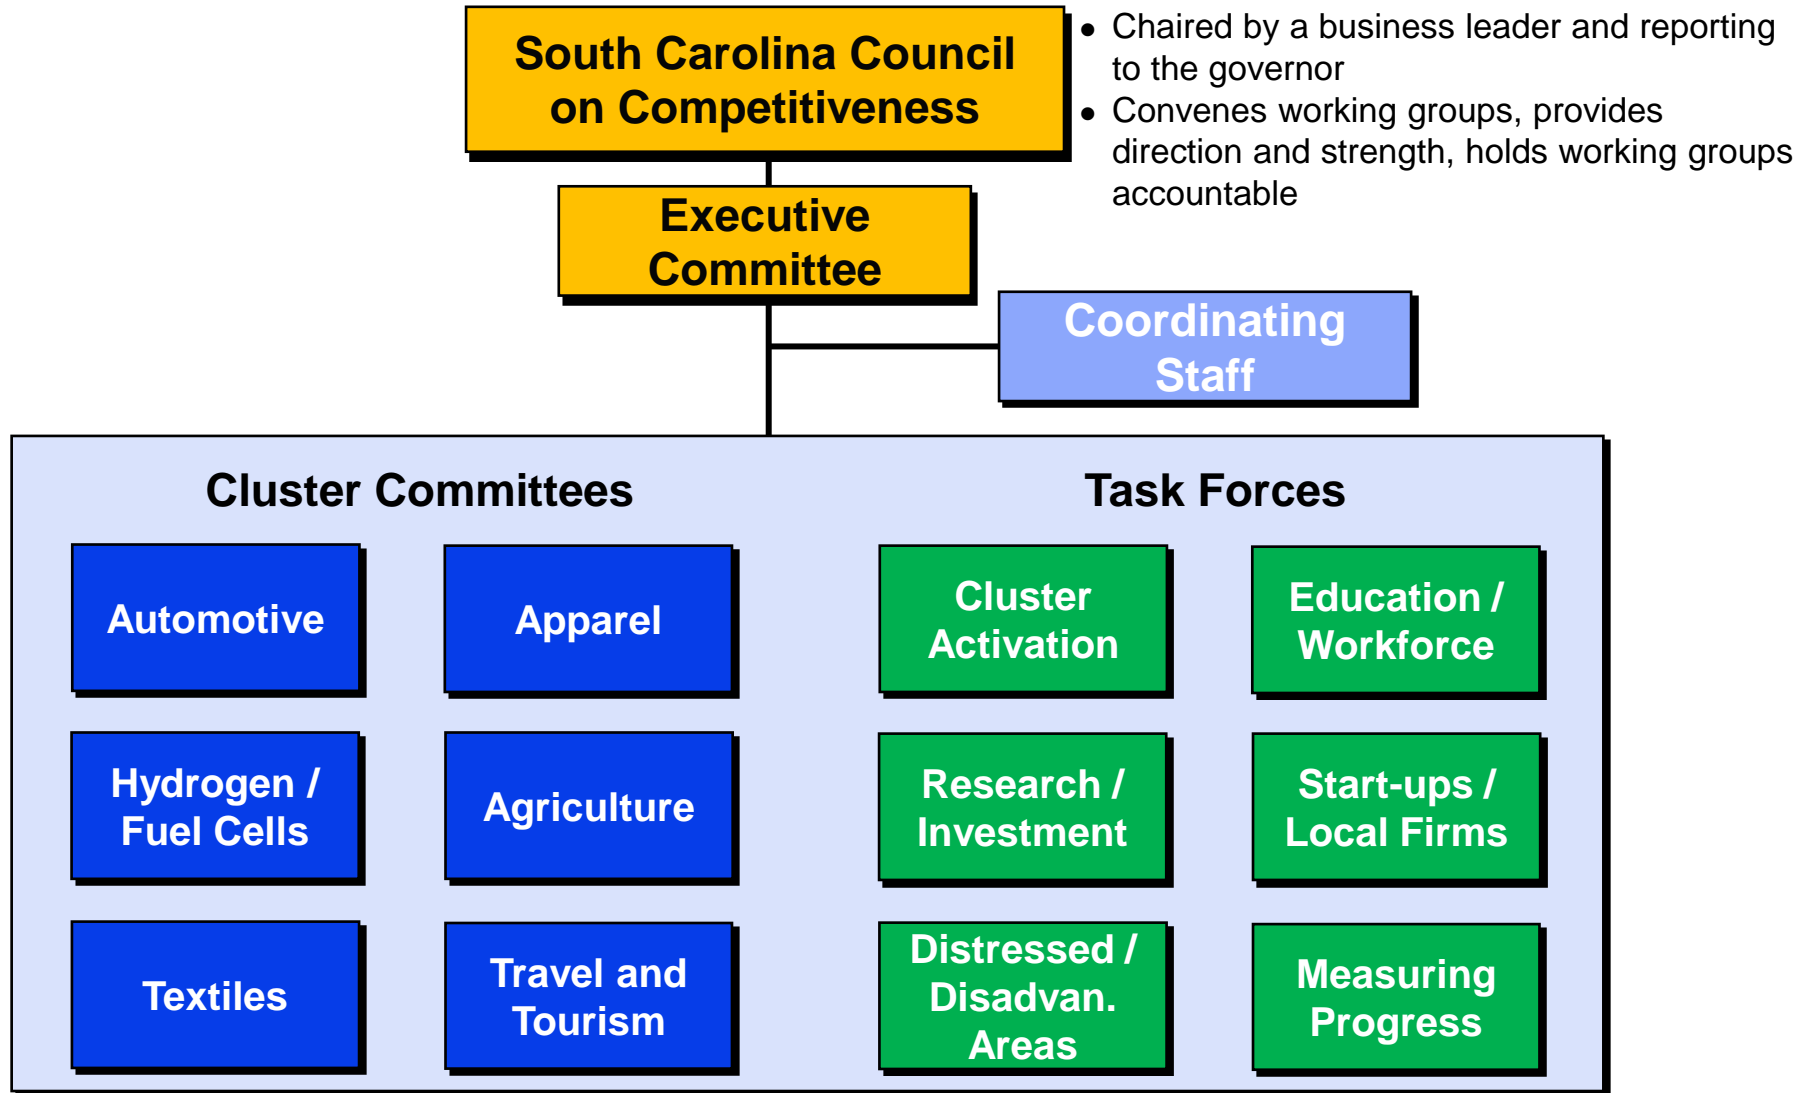 South Carolina Council
on Competitiveness
● Chaired by a business leader and reporting
to the governor
● Convenes working groups, provides
direction and strength, holds working groups
accountable
Executive
Committee
Coordinating
Staff
Cluster Committees
Task Forces
Automotive
Apparel
Cluster
Activation
Education /
Workforce
Hydrogen /
Fuel Cells
Agriculture
Research /
Investment
Start-ups /
Local Firms
Textiles
Travel and
Tourism
Distressed /
Disadvan.
Areas
Measuring
Progress